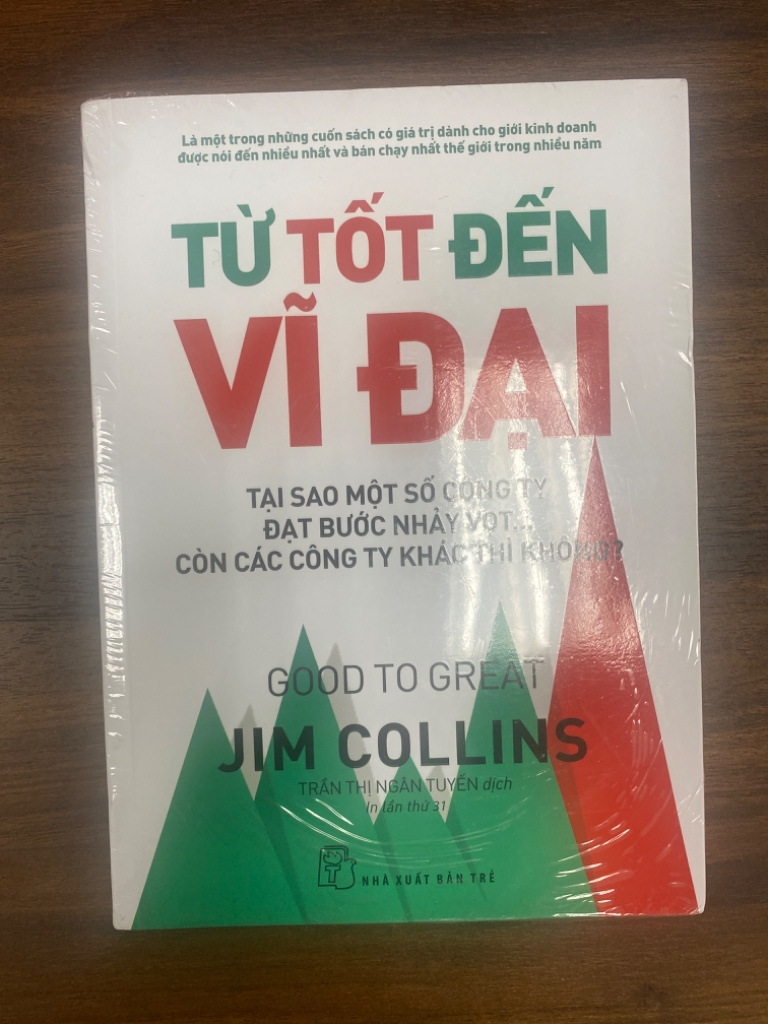 Là một trong những cuốn sách có giá trị dành cho giới kinh doanh
được nói đến nhiều nhất và bán chạy nhất thế giới trong nhiều năm
TỪ TỐT ĐẾN
VĨ ĐẠI
TẠI SAO MỘT SỐ CÔNG TY
ĐẠT BƯỚC NHẢY VỌT...
CÒN CÁC CÔNG TY KHÁC THÌ KHÔNG?
GOOD TO GREAT
JIM COLLINS
TRẦN THỊ NGÂN TUYẾN dịch
In lần thứ 31
NHÀ XUẤT BẢN TRẺ